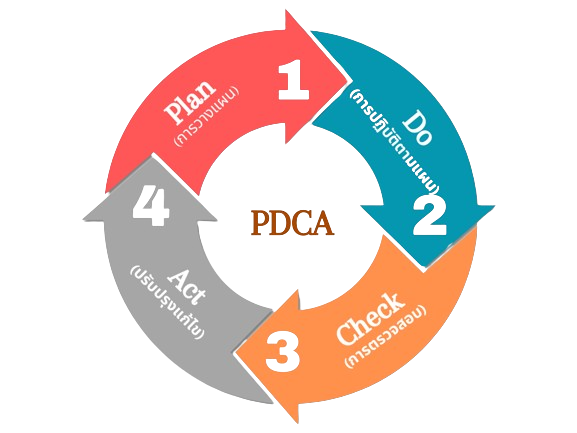 1
Plan
(การวางแผน)
Do
(การปฏิบัติตามแผน)
2
Check
(การตรวจสอบ)
3
Act
(ปรับปรุงแก้ไข)
4
PDCA